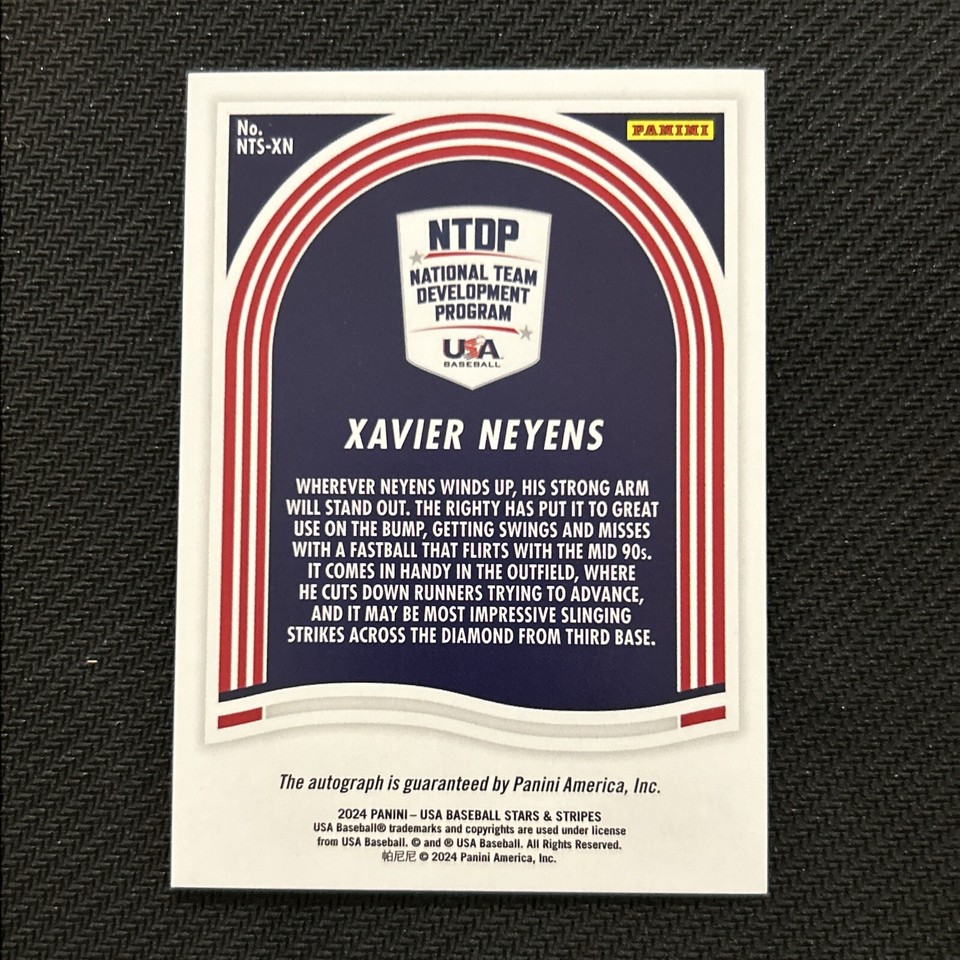 No.
NTS-XN
PANINI
NTDP
NATIONAL TEAM
DEVELOPMENT
PROGRAM
USA
BASEBALL
XAVIER NEYENS
WHEREVER NEYENS WINDS UP, HIS STRONG ARM
WILL STAND OUT. THE RIGHTY HAS PUT IT TO GREAT
USE ON THE BUMP, GETTING SWINGS AND MISSES
WITH A FASTBALL THAT FLIRTS WITH THE MID 90s.
IT COMES IN HANDY IN THE OUTFIELD, WHERE
HE CUTS DOWN RUNNERS TRYING TO ADVANCE,
AND IT MAY BE MOST IMPRESSIVE SLINGING
STRIKES ACROSS THE DIAMOND FROM THIRD BASE.
The autograph is guaranteed by Panini America, Inc.
2024 PANINI – USA BASEBALL STARS & STRIPES
USA Baseball® trademarks and copyrights are used under license
from USA Baseball. © and ® USA Baseball. All Rights Reserved.
帕尼尼 © 2024 Panini America, Inc.